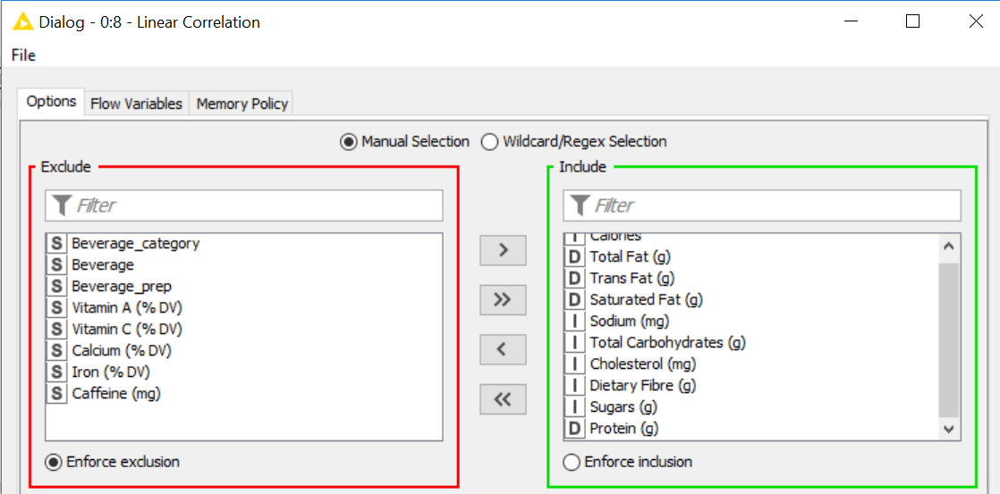 Dialog - 0:8 - Linear Correlation
File
Options Flow Variables Memory Policy
Manual Selection Wildcard/Regex Selection
Exclude
Filter
S Beverage_category
S Beverage
S Beverage_prep
S Vitamin A (% DV)
S Vitamin C (% DV)
S Calcium (% DV)
S Iron (% DV)
S Caffeine (mg)
Enforce exclusion
>
>>
<
<<
Include
Filter
I Calories
D Total Fat (g)
D Trans Fat (g)
D Saturated Fat (g)
I Sodium (mg)
I Total Carbohydrates (g)
I Cholesterol (mg)
I Dietary Fibre (g)
I Sugars (g)
D Protein (g)
Enforce inclusion